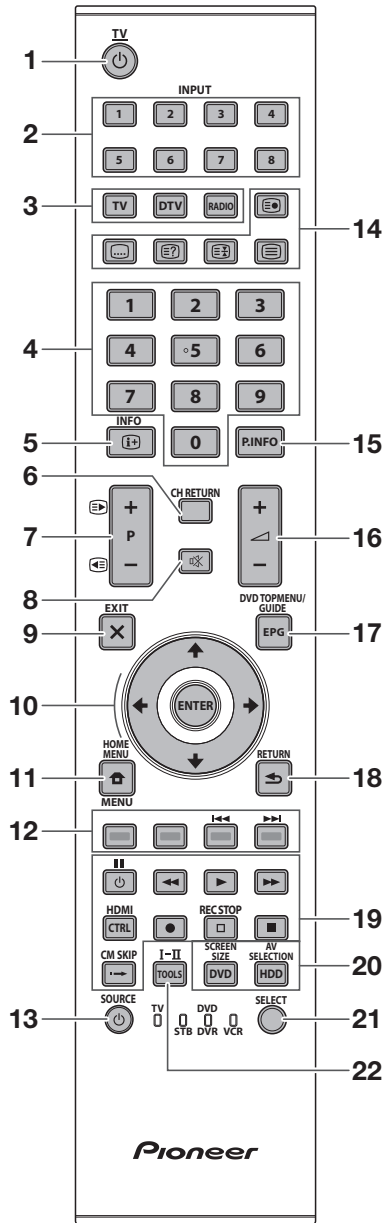 TV
1
INPUT
2
1 2 3 4
5 6 7 8
3
TV DTV RADIO
14
?
4
1 2 3
4 5 6
7 8 9
INFO
5
i+
0
P.INFO
15
6
CH RETURN
7
+
P
−
+
−
16
8
EXIT
9
×
DVD TOPMENU/
GUIDE
EPG
17
10
ENTER
HOME
MENU
11
MENU
RETURN
18
12
19
HDMI
CTRL
REC STOP
CM SKIP
I-II
TOOLS
SCREEN
SIZE
DVD
AV
SELECTION
HDD
20
SOURCE
13
TV
STB
DVD
DVR
VCR
SELECT
21
22
Pioneer